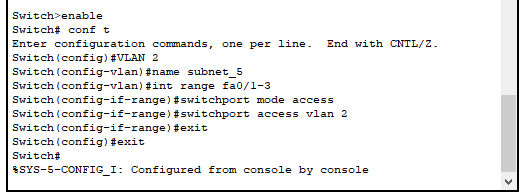 Switch>enable
Switch# conf t
Enter configuration commands, one per line.  End with CNTL/Z.
Switch(config)#VLAN 2
Switch(config-vlan)#name subnet_5
Switch(config-vlan)#int range fa0/1-3
Switch(config-if-range)#switchport mode access
Switch(config-if-range)#switchport access vlan 2
Switch(config-if-range)#exit
Switch(config)#exit
Switch#
%SYS-5-CONFIG_I: Configured from console by console